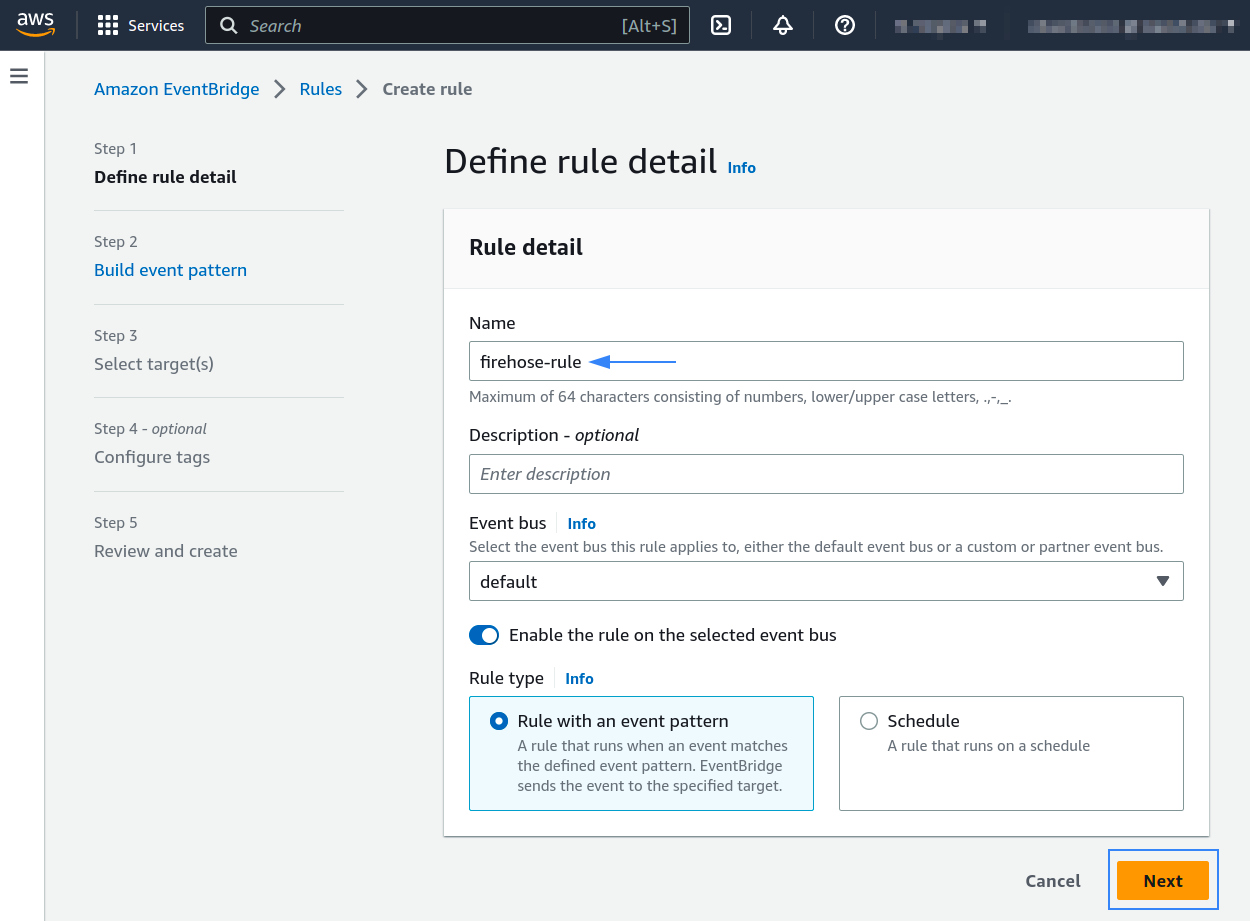 aws
Services
Search [Alt+S]
Amazon EventBridge Rules Create rule
Step 1
Define rule detail
Step 2
Build event pattern
Step 3
Select target(s)
Step 4 - optional
Configure tags
Step 5
Review and create
Define rule detail Info
Rule detail
Name
firehose-rule
Maximum of 64 characters consisting of numbers, lower/upper case letters, .,-,_.
Description - optional
Enter description
Event bus Info
Select the event bus this rule applies to, either the default event bus or a custom or partner event bus.
default
Enable the rule on the selected event bus
Rule type Info
Rule with an event pattern
A rule that runs when an event matches
the defined event pattern. EventBridge
sends the event to the specified target.
Schedule
A rule that runs on a schedule
Cancel
Next